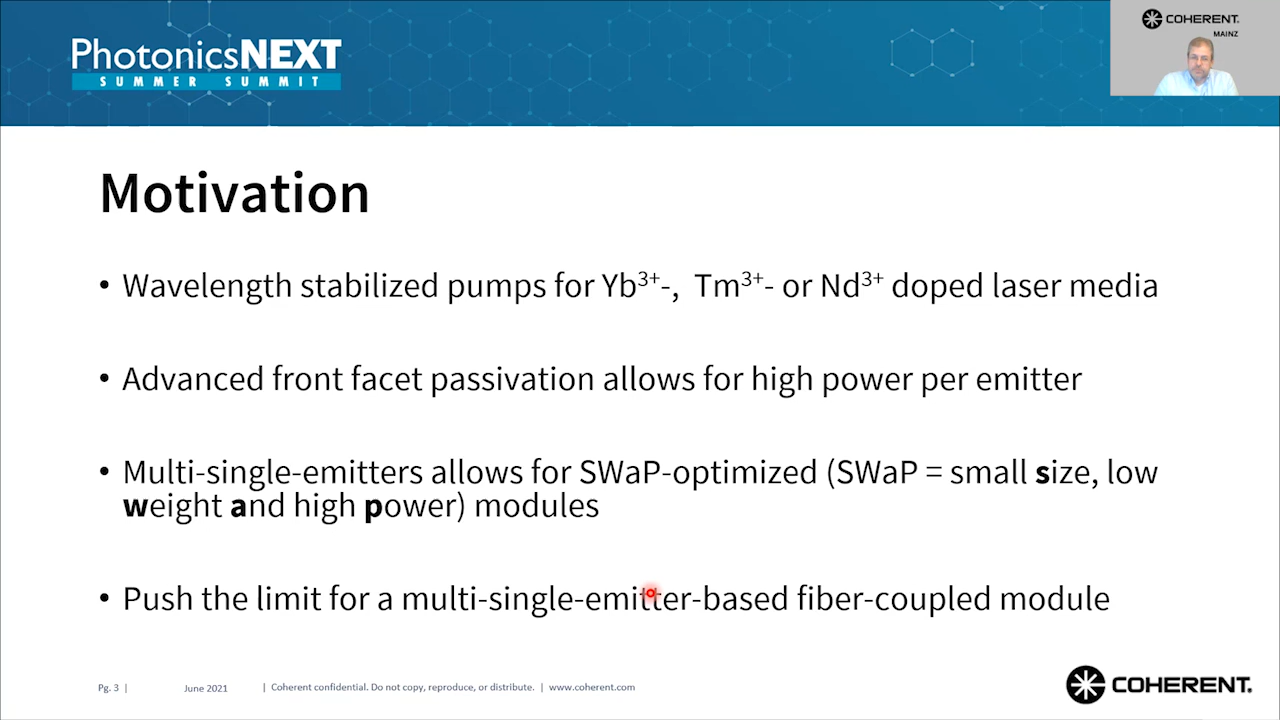 PhotonicsNEXT
SUMMER SUMMIT
COHERENT.
MAINZ
Motivation
• Wavelength stabilized pumps for Yb³⁺-,  Tm³⁺- or Nd³⁺ doped laser media
• Advanced front facet passivation allows for high power per emitter
• Multi-single-emitters allows for SWaP-optimized (SWaP = small size, low
weight and high power) modules
• Push the limit for a multi-single-emitter-based fiber-coupled module
Pg. 3 | June 2021 | Coherent confidential. Do not copy, reproduce, or distribute. | www.coherent.com
COHERENT.